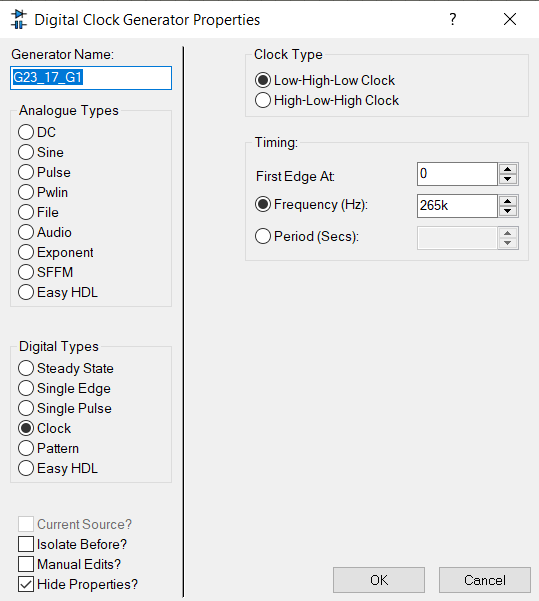 Digital Clock Generator Properties
?
Generator Name:
G23_17_G1
Analogue Types
DC
Sine
Pulse
Pwlin
File
Audio
Exponent
SFFM
Easy HDL
Digital Types
Steady State
Single Edge
Single Pulse
Clock
Pattern
Easy HDL
Current Source?
Isolate Before?
Manual Edits?
Hide Properties?
Clock Type
Low-High-Low Clock
High-Low-High Clock
Timing:
First Edge At: 0
Frequency (Hz): 265k
Period (Secs):
OK
Cancel